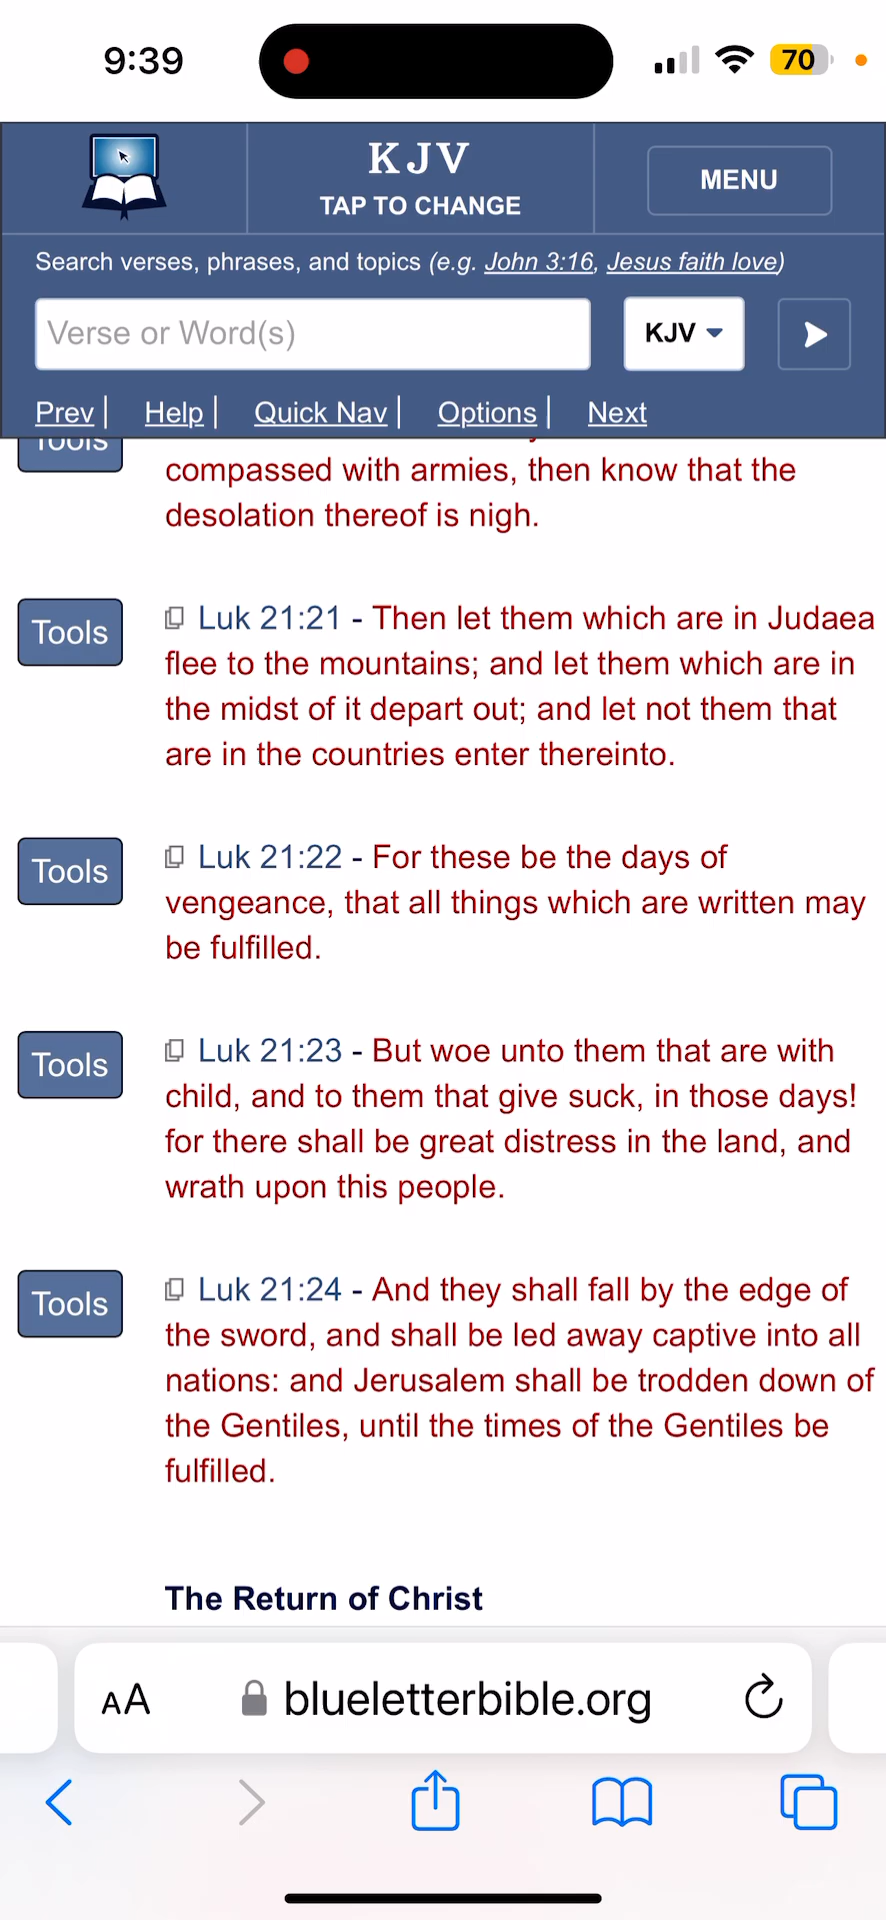 9:39
70
KJV
TAP TO CHANGE
MENU
Search verses, phrases, and topics (e.g. John 3:16, Jesus faith love)
Verse or Word(s)
KJV
Prev | Help | Quick Nav | Options | Next
Tools
compassed with armies, then know that the
desolation thereof is nigh.
Tools
Luk 21:21 - Then let them which are in Judaea
flee to the mountains; and let them which are in
the midst of it depart out; and let not them that
are in the countries enter thereinto.
Tools
Luk 21:22 - For these be the days of
vengeance, that all things which are written may
be fulfilled.
Tools
Luk 21:23 - But woe unto them that are with
child, and to them that give suck, in those days!
for there shall be great distress in the land, and
wrath upon this people.
Tools
Luk 21:24 - And they shall fall by the edge of
the sword, and shall be led away captive into all
nations: and Jerusalem shall be trodden down of
the Gentiles, until the times of the Gentiles be
fulfilled.
The Return of Christ
AA
blueletterbible.org